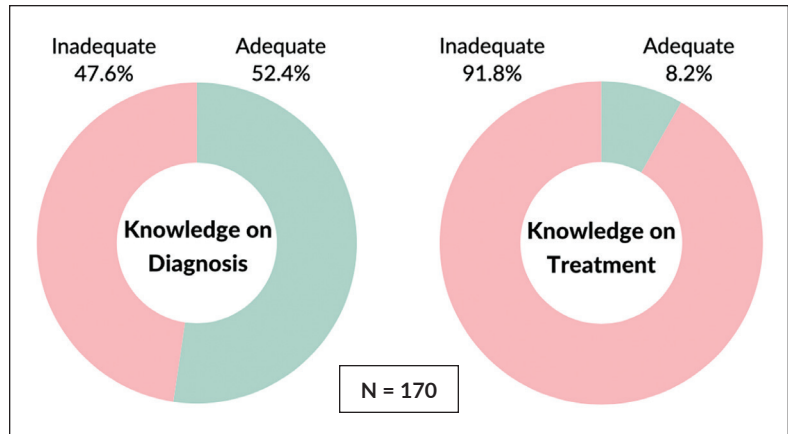 Inadequate
47.6%
Adequate
52.4%
Knowledge on
Diagnosis
Inadequate
91.8%
Adequate
8.2%
Knowledge on
Treatment
N = 170